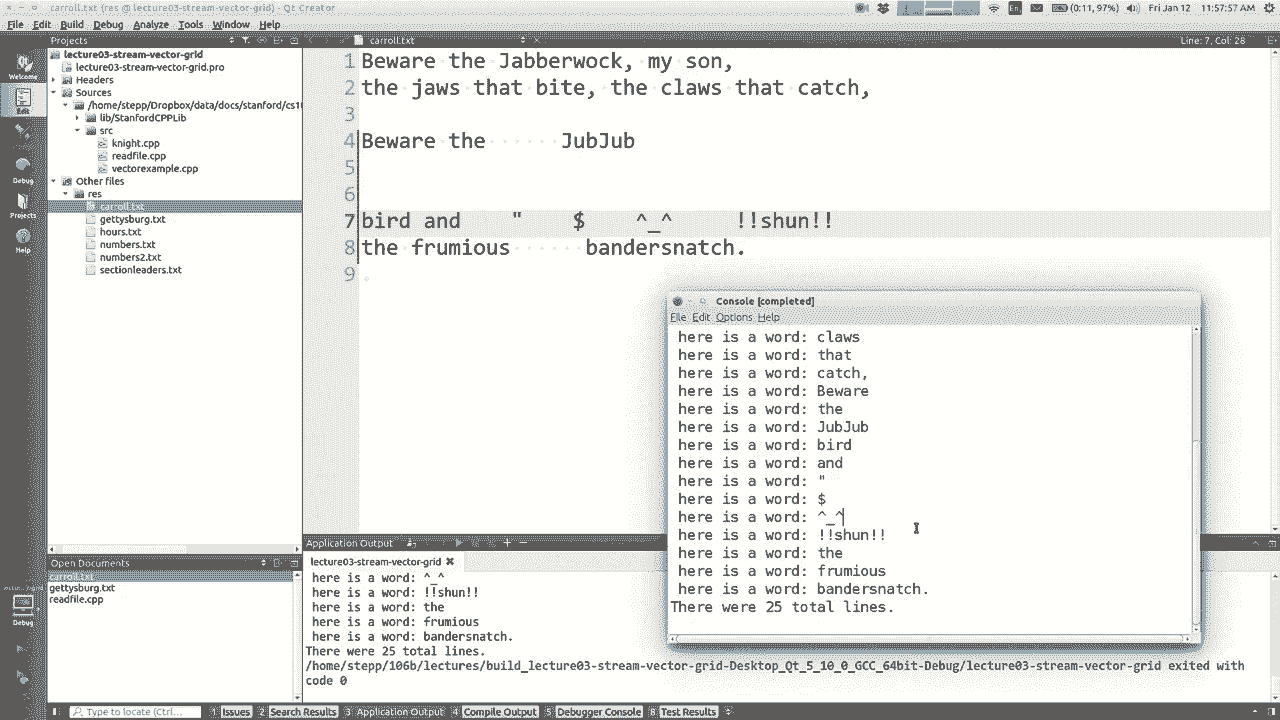 carroll.txt (res @ lecture03-stream-vector-grid) - Qt Creator
En
(0:11, 97%)
Fri Jan 12 11:57:57 AM
File Edit Build Debug Analyze Tools Window Help
Projects
carroll.txt
Line: 7, Col: 28
Welcome
Edit
Debug
Projects
Help
Debug
lecture03-stream-vector-grid
lecture03-stream-vector-grid.pro
Headers
Sources
/home/stepp/Dropbox/data/docs/stanford/cs10
lib/StanfordCPPLib
src
knight.cpp
readfile.cpp
vectorexample.cpp
Other files
res
carroll.txt
gettysburg.txt
hours.txt
numbers.txt
numbers2.txt
sectionleaders.txt
Open Documents
carroll.txt
gettysburg.txt
readfile.cpp
1 Beware the Jabberwock, my son,
2 the jaws that bite, the claws that catch,
3
4 Beware the JubJub
5
6
7 bird and " $ ^_^ !!shun!!
8 the frumious bandersnatch.
9
Console [completed]
File Edit Options Help
here is a word: claws
here is a word: that
here is a word: catch,
here is a word: Beware
here is a word: the
here is a word: JubJub
here is a word: bird
here is a word: and
here is a word: "
here is a word: $
here is a word: ^_^
here is a word: !!shun!!
here is a word: the
here is a word: frumious
here is a word: bandersnatch.
There were 25 total lines.
Application Output
lecture03-stream-vector-grid
here is a word: ^_^
here is a word: !!shun!!
here is a word: the
here is a word: frumious
here is a word: bandersnatch.
There were 25 total lines.
/home/stepp/106b/lectures/build_lecture03-stream-vector-grid-Desktop_Qt_5_10_0_GCC_64bit-Debug/lecture03-stream-vector-grid exited with
code 0
Type to locate (Ctrl...
1 Issues 2 Search Results 3 Application Output 4 Compile Output 5 Debugger Console 8 Test Results